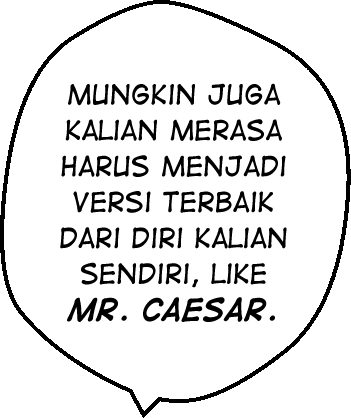 MUNGKIN JUGA
KALIAN MERASA
HARUS MENJADI
VERSI TERBAIK
DARI DIRI KALIAN
SENDIRI, LIKE
MR. CAESAR.